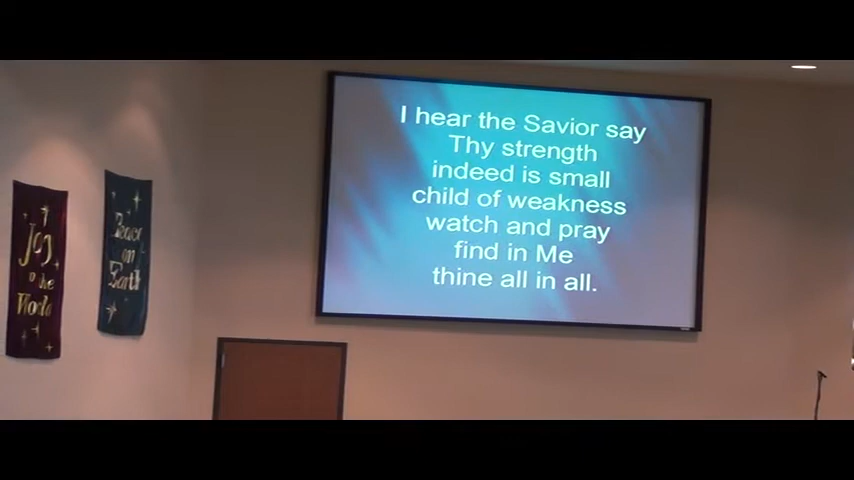 I hear the Savior say
Thy strength
indeed is small
child of weakness
watch and pray
find in Me
thine all in all.
Joy
to the
World
Peace
on
Earth